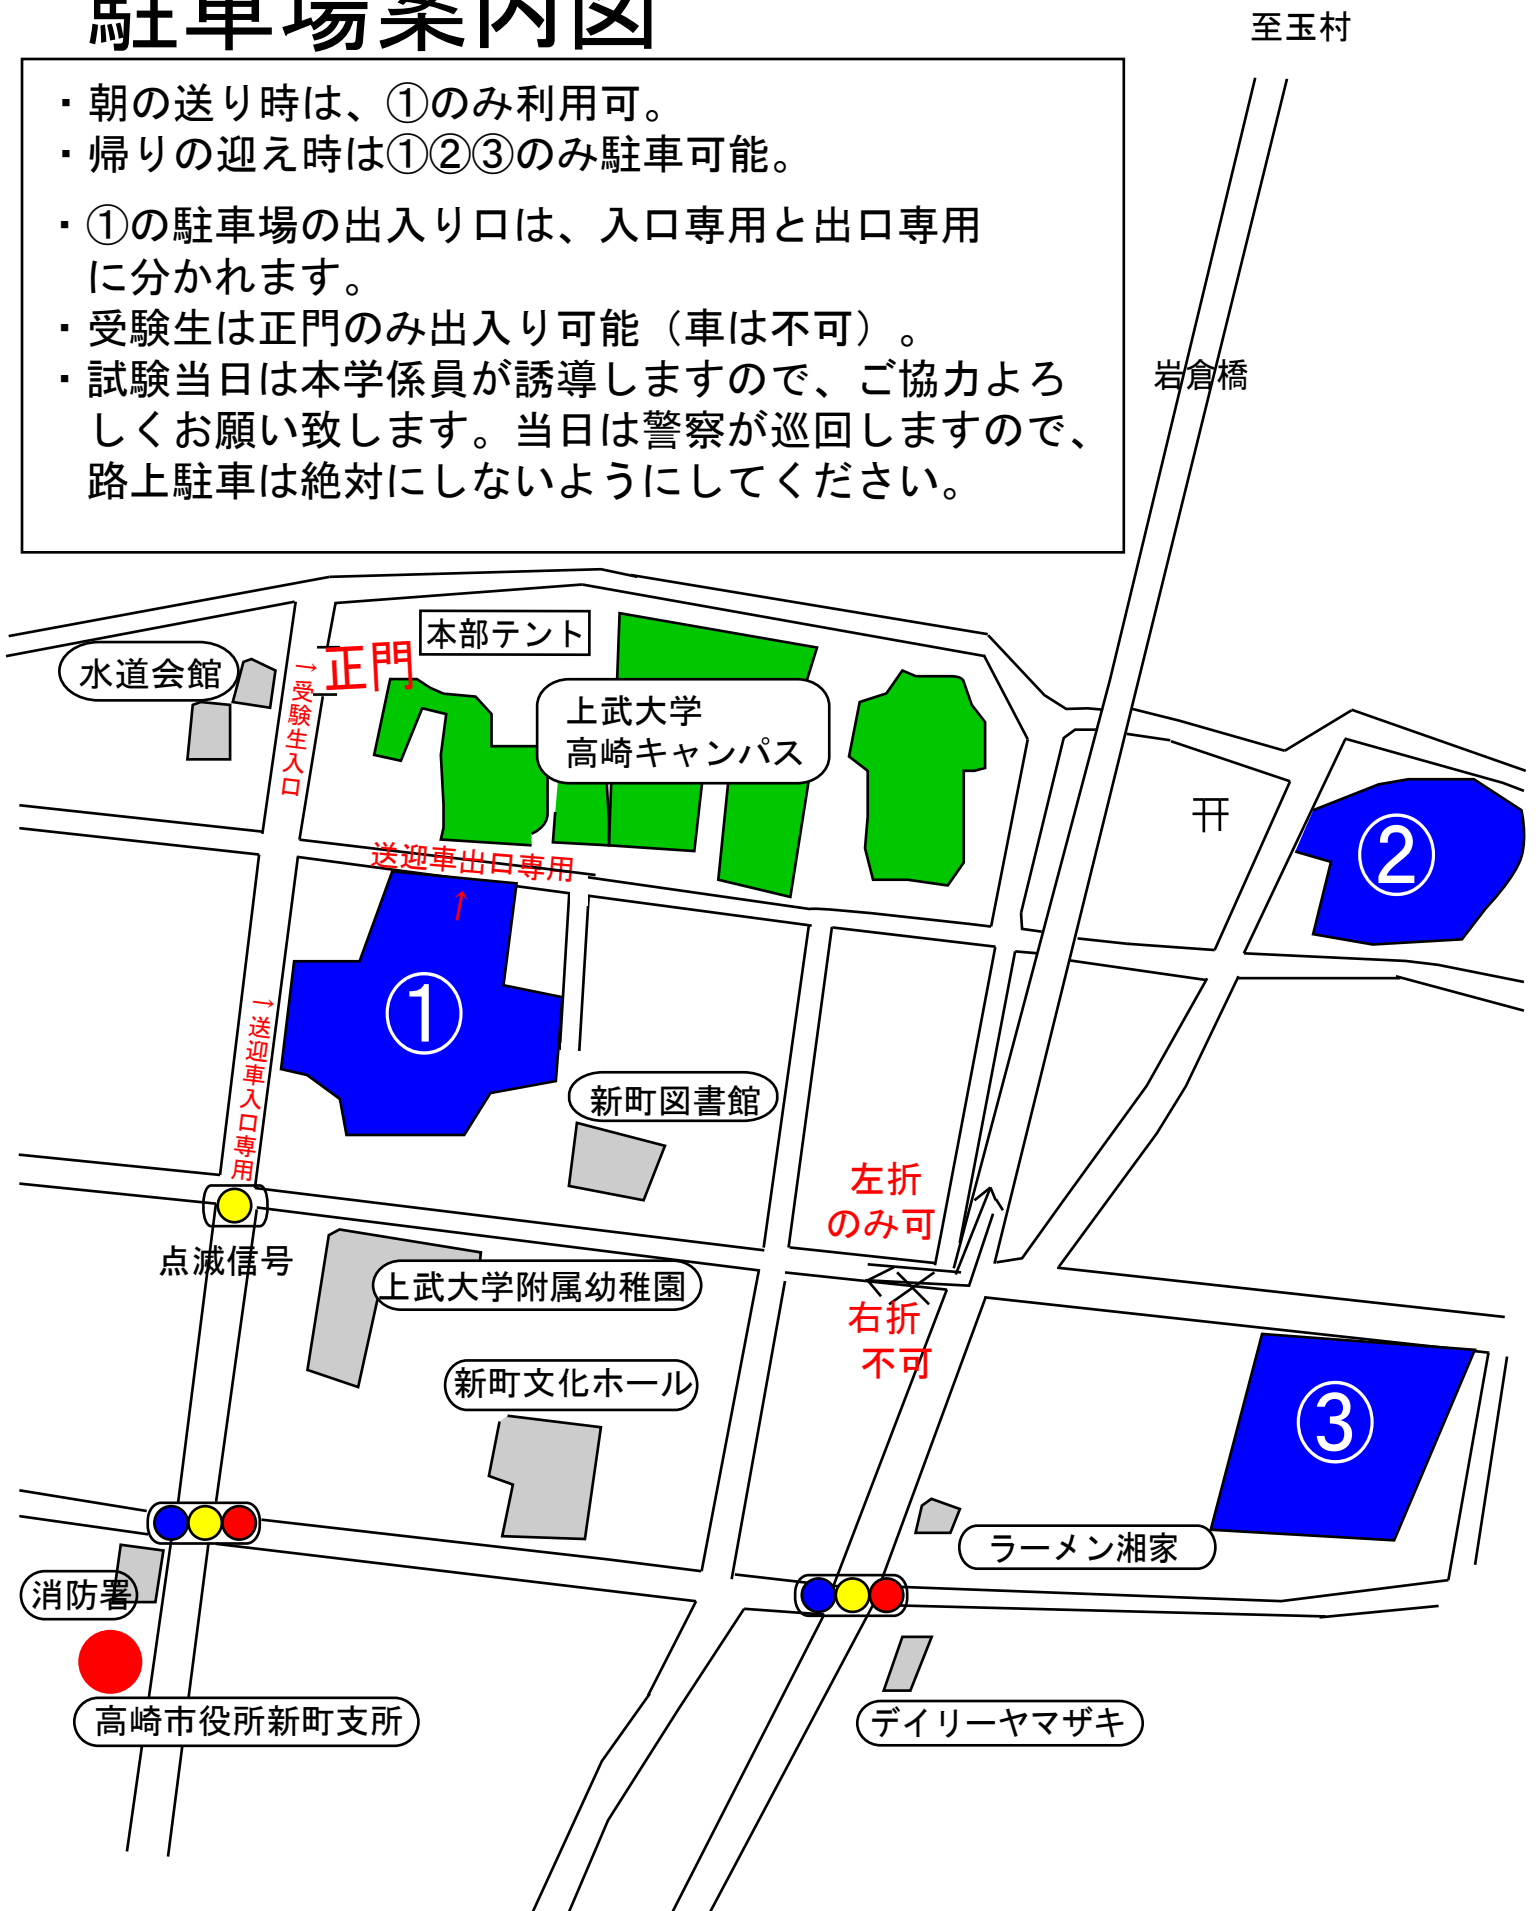 駐車場案内図
至玉村
・朝の送り時は、①のみ利用可。
・帰りの迎え時は①②③のみ駐車可能。
・①の駐車場の出入り口は、入口専用と出口専用
に分かれます。
・受験生は正門のみ出入り可能（車は不可）。
・試験当日は本学係員が誘導しますので、ご協力よろ
しくお願い致します。当日は警察が巡回しますので、
路上駐車は絶対にしないようにしてください。
岩倉橋
本部テント
正門
水道会館
↑受験生入口
上武大学
高崎キャンパス
②
送迎車出口専用
↑
①
↑送迎車入口専用
新町図書館
左折
のみ可
点滅信号
上武大学附属幼稚園
右折
不可
新町文化ホール
③
ラーメン湘家
消防署
高崎市役所新町支所
デイリーヤマザキ